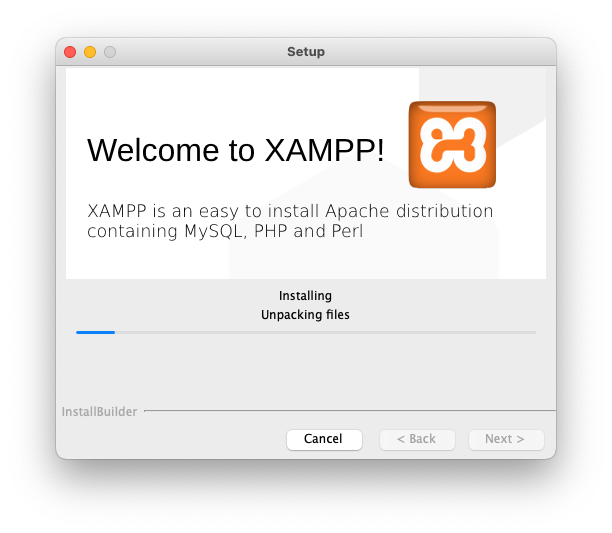 Setup
Welcome to XAMPP!
XAMPP is an easy to install Apache distribution
containing MySQL, PHP and Perl
Installing
Unpacking files
InstallBuilder
Cancel
< Back
Next >